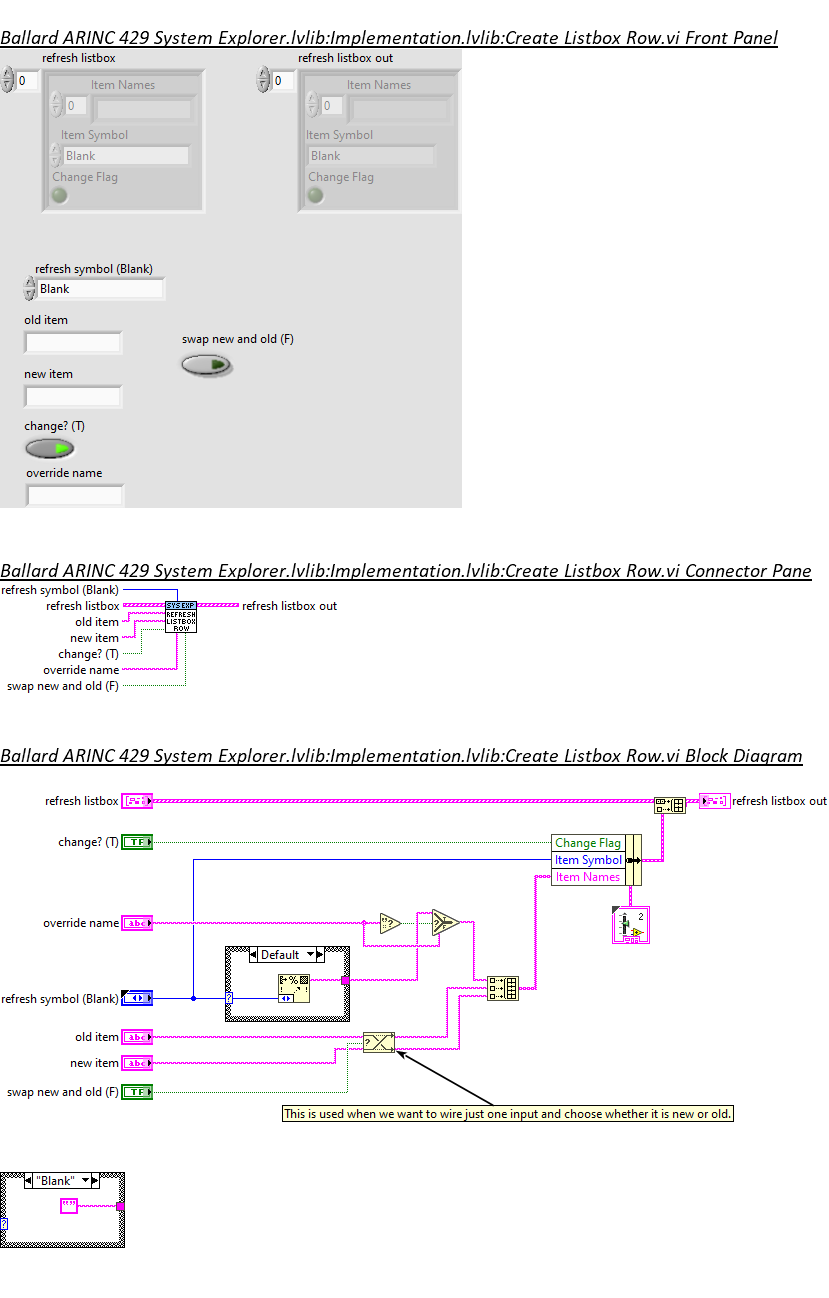 Ballard ARINC 429 System Explorer.lvlib:Implementation.lvlib:Create Listbox Row.vi Front Panel
refresh listbox
refresh listbox out
0
Item Names
0
Item Symbol
Blank
Change Flag
0
Item Names
0
Item Symbol
Blank
Change Flag
refresh symbol (Blank)
Blank
old item
swap new and old (F)
new item
change? (T)
override name
Ballard ARINC 429 System Explorer.lvlib:Implementation.lvlib:Create Listbox Row.vi Connector Pane
refresh symbol (Blank)
refresh listbox
old item
new item
change? (T)
override name
swap new and old (F)
SYS EXP
REFRESH
LISTBOX
ROW
refresh listbox out
Ballard ARINC 429 System Explorer.lvlib:Implementation.lvlib:Create Listbox Row.vi Block Diagram
refresh listbox
refresh listbox out
change? (T)
TF
Change Flag
Item Symbol
Item Names
2
override name
abc
Default
refresh symbol (Blank)
old item
abc
new item
abc
swap new and old (F)
TF
This is used when we want to wire just one input and choose whether it is new or old.
"Blank"